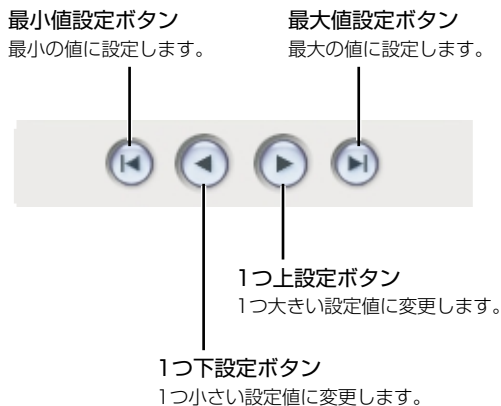 最小値設定ボタン
最小の値に設定します。
最大値設定ボタン
最大の値に設定します。
1つ上設定ボタン
1つ大きい設定値に変更します。
1つ下設定ボタン
1つ小さい設定値に変更します。